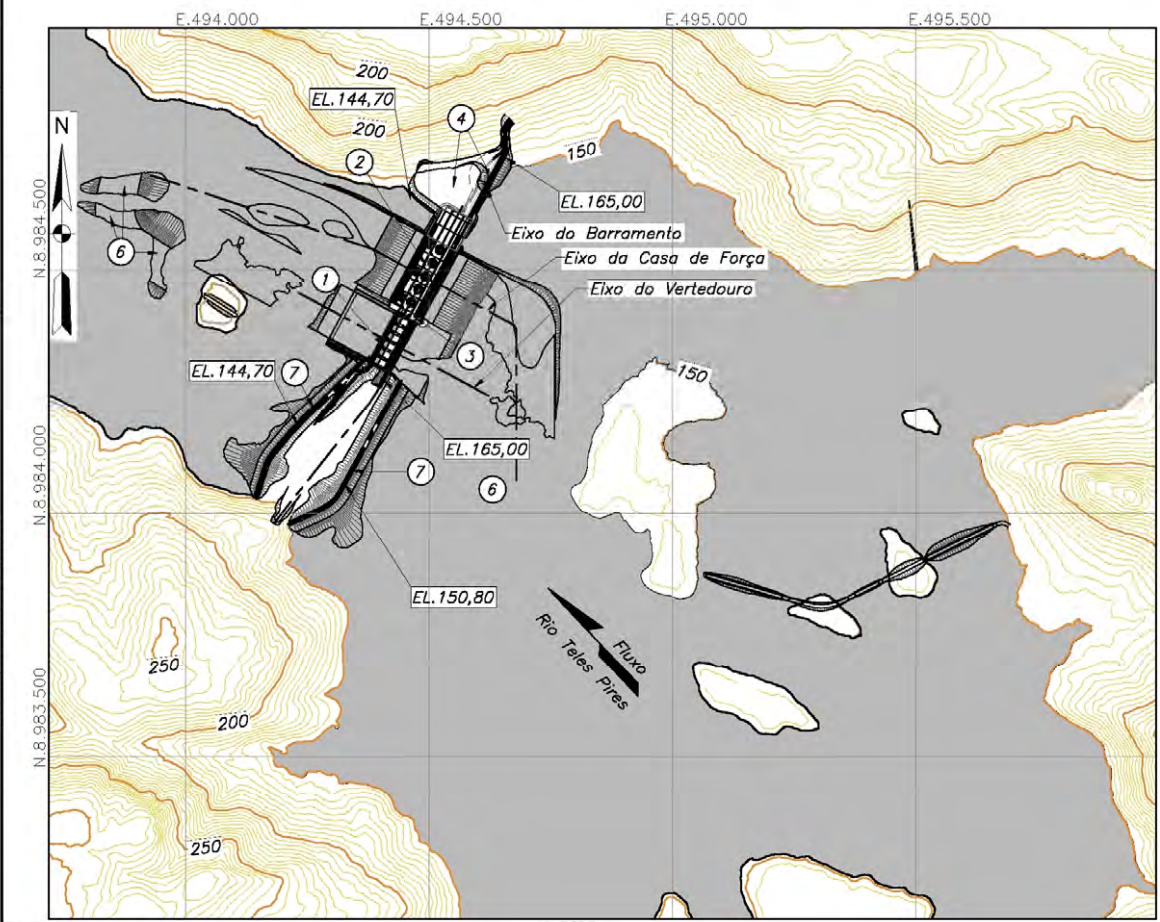 E.494.000 E.494.500 E.495.000 E.495.500
200
EL.144,70
4
N
200
2
150
N.8.984.500
EL.165,00
Eixo do Barramento
6
Eixo da Casa de Força
1
Eixo do Vertedouro
3
EL.144,70
7
150
N.8.984.000
EL.165,00
7
6
EL.150,80
Fluxo
Rio Teles Pires
250
200
N.8.983.500
250